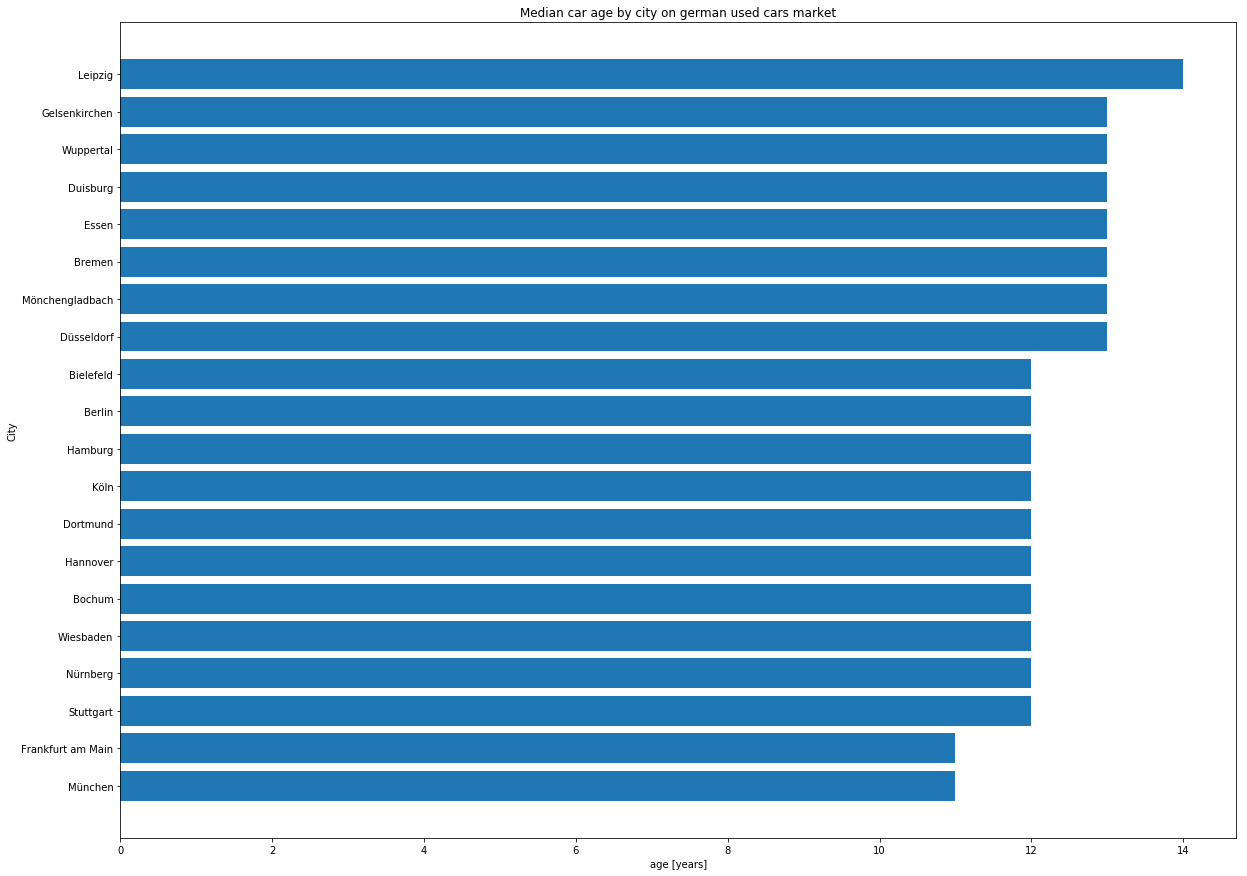 Median car age by city on german used cars market
Leipzig
Gelsenkirchen
Wuppertal
Duisburg
Essen
Bremen
Mönchengladbach
Düsseldorf
Bielefeld
Berlin
Hamburg
Köln
Dortmund
Hannover
Bochum
Wiesbaden
Nürnberg
Stuttgart
Frankfurt am Main
München
City
0 2 4 6 8 10 12 14
age [years]